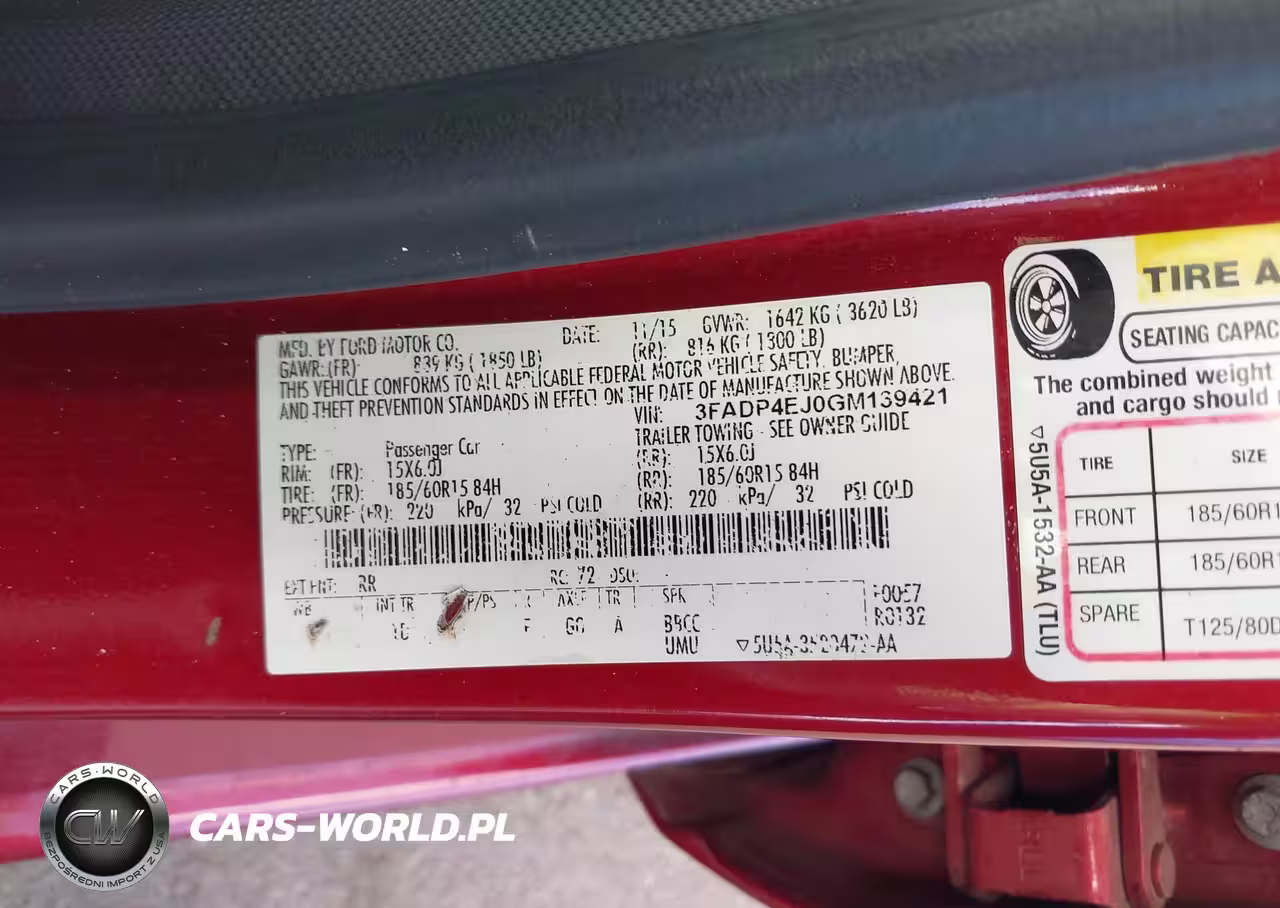 MFD. BY FORD MOTOR CO. DATE: 11/15 GVWR: 1642 KG ( 3620 LB)
GAWR: (FR): 839 KG ( 1850 LB) (RR): 816 KG ( 1800 LB)
THIS VEHICLE CONFORMS TO ALL APPLICABLE FEDERAL MOTOR VEHICLE SAFETY, BUMPER,
AND THEFT PREVENTION STANDARDS IN EFFECT ON THE DATE OF MANUFACTURE SHOWN ABOVE.
VIN: 3FADP4EJ0GM139421
TYPE: Passenger Car TRAILER TOWING - SEE OWNER GUIDE
RIM: (FR): 15X6.0J (RR): 15X6.0J
TIRE: (FR): 185/60R15 84H (RR): 185/60R15 84H
PRESSURE: (FR): 220 kPa/ 32 PSI COLD (RR): 220 kPa/ 32 PSI COLD
EXT PNT: RR RC: 72 DSO:
WB INT TR P/PS AXLE TR SPR
F A BBCC R0132
UMU
TIRE A
SEATING CAPAC
The combined weight
and cargo should
▽5U5A-1532-AA (TLU)
TIRE SIZE
FRONT 185/60R1
REAR 185/60R1
SPARE T125/80D
CARS-WORLD
CW
BEZPOŚREDNI IMPORT Z USA
CARS-WORLD.PL